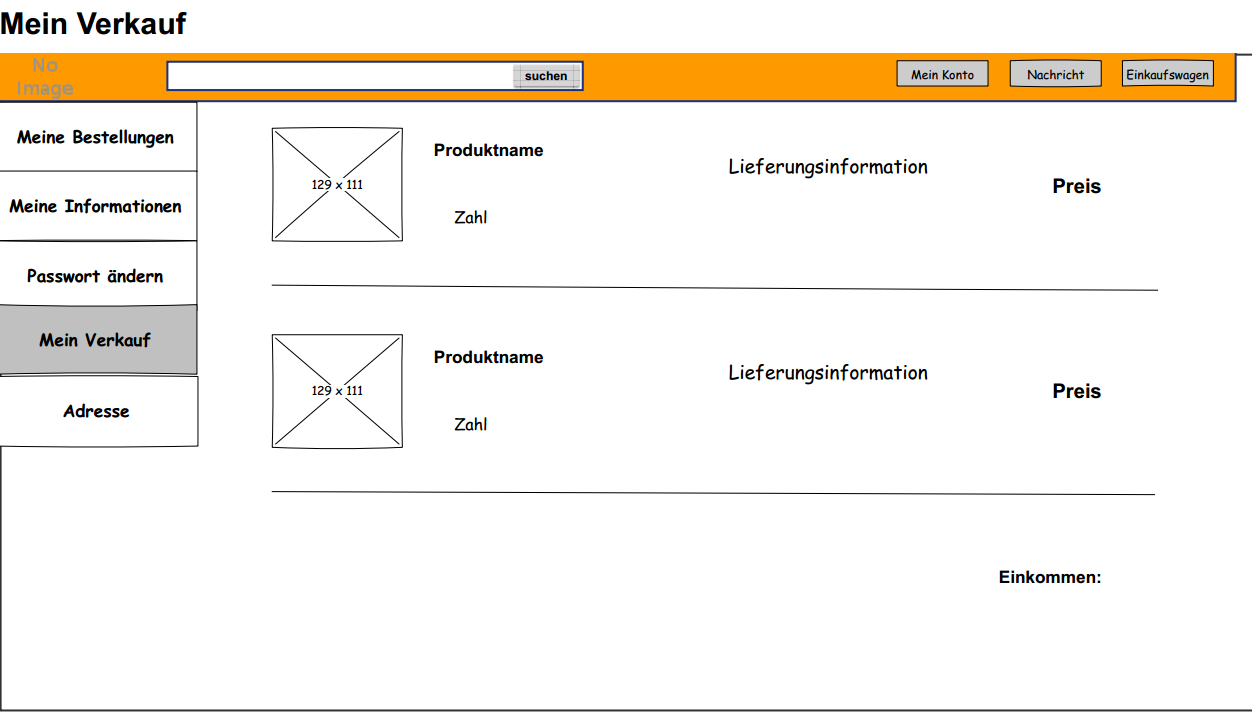 Mein Verkauf
No
Image
suchen
Mein Konto
Nachricht
Einkaufswagen
Meine Bestellungen
Meine Informationen
Passwort ändern
Mein Verkauf
Adresse
129 x 111
Produktname
Zahl
Lieferungsinformation
Preis
129 x 111
Produktname
Zahl
Lieferungsinformation
Preis
Einkommen: